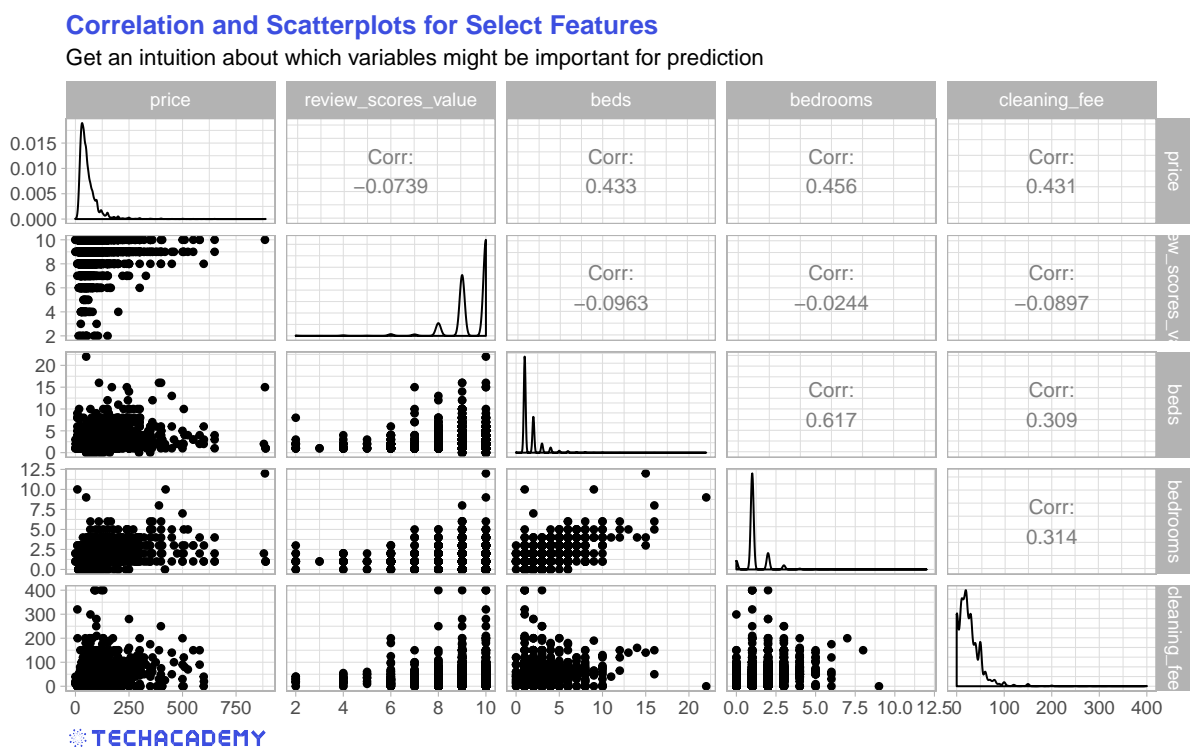 Correlation and Scatterplots for Select Features
Get an intuition about which variables might be important for prediction
price review_scores_value beds bedrooms cleaning_fee
0.015
0.010
0.005
0.000
Corr:
−0.0739
Corr:
0.433
Corr:
0.456
Corr:
0.431
price
10
8
6
4
2
Corr:
−0.0963
Corr:
−0.0244
Corr:
−0.0897
ew_scores_va
20
15
10
5
0
Corr:
0.617
Corr:
0.309
beds
12.5
10.0
7.5
5.0
2.5
0.0
Corr:
0.314
bedrooms
400
300
200
100
0
cleaning_fee
0 250 500 750 2 4 6 8 10 0 5 10 15 20 0.0 2.5 5.0 7.5 10.0 12.5 0 100 200 300 400
TECHACADEMY